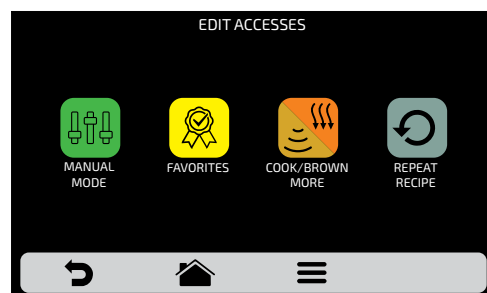 EDIT ACCESSES
MANUAL
MODE
FAVORITES
COOK/BROWN
MORE
REPEAT
RECIPE